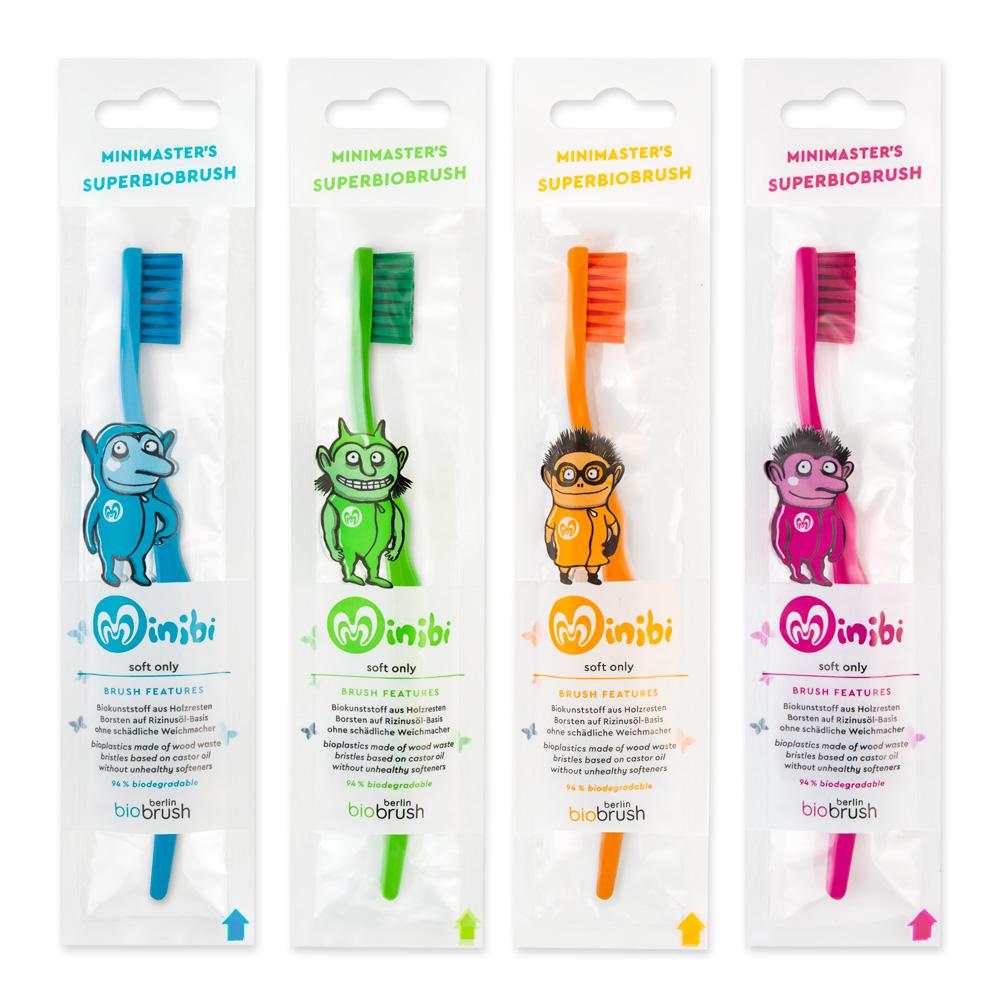 MINIMASTER'S
SUPERBIOBRUSH
Minibi
soft only
BRUSH FEATURES
Biokunststoff aus Holzresten
Borsten auf Rizinusöl-Basis
ohne schädliche Weichmacher
bioplastics made of wood waste
bristles based on castor oil
without unhealthy softeners
94 % biodegradable
berlin
biobrush
MINIMASTER'S
SUPERBIOBRUSH
Minibi
soft only
BRUSH FEATURES
Biokunststoff aus Holzresten
Borsten auf Rizinusöl-Basis
ohne schädliche Weichmacher
bioplastics made of wood waste
bristles based on castor oil
without unhealthy softeners
94 % biodegradable
berlin
biobrush
MINIMASTER'S
SUPERBIOBRUSH
Minibi
soft only
BRUSH FEATURES
Biokunststoff aus Holzresten
Borsten auf Rizinusöl-Basis
ohne schädliche Weichmacher
bioplastics made of wood waste
bristles based on castor oil
without unhealthy softeners
94 % biodegradable
berlin
biobrush
MINIMASTER'S
SUPERBIOBRUSH
Minibi
soft only
BRUSH FEATURES
Biokunststoff aus Holzresten
Borsten auf Rizinusöl-Basis
ohne schädliche Weichmacher
bioplastics made of wood waste
bristles based on castor oil
without unhealthy softeners
94 % biodegradable
berlin
biobrush